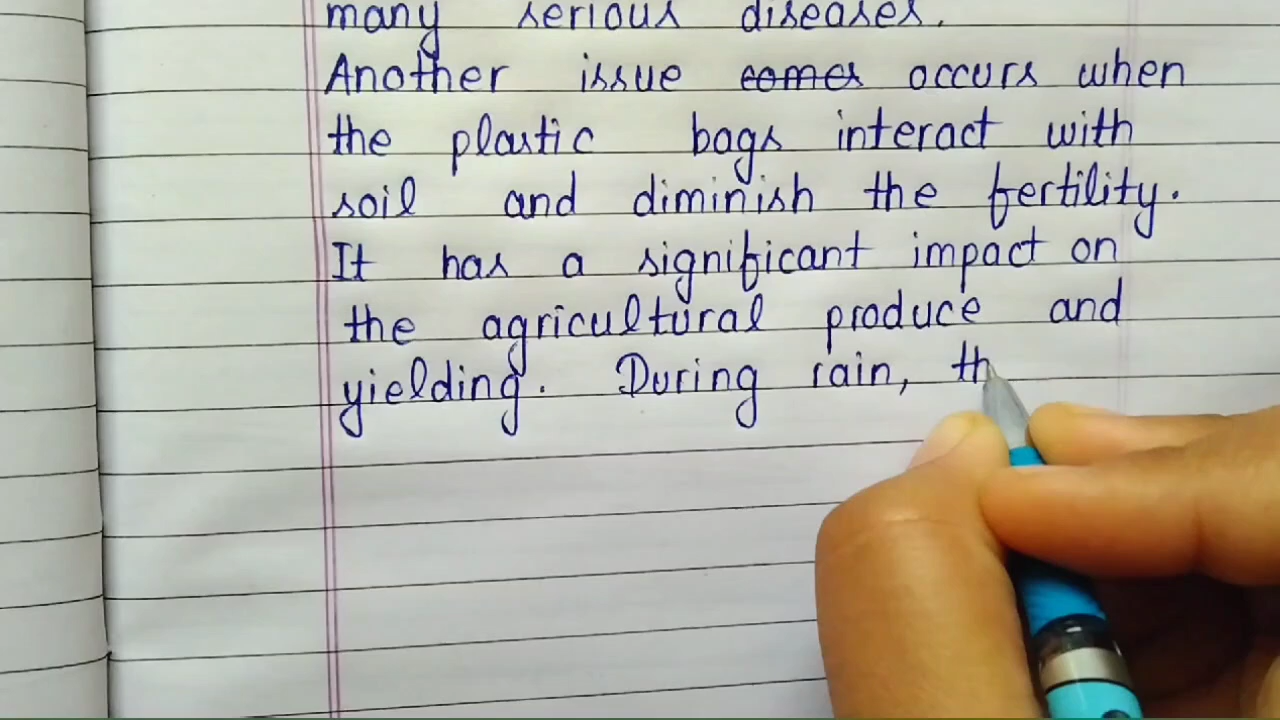 many serious diseases.
Another issue comes occurs when
the plastic bags interact with
soil and diminish the fertility.
It has a significant impact on
the agricultural produce and
yielding. During rain, th